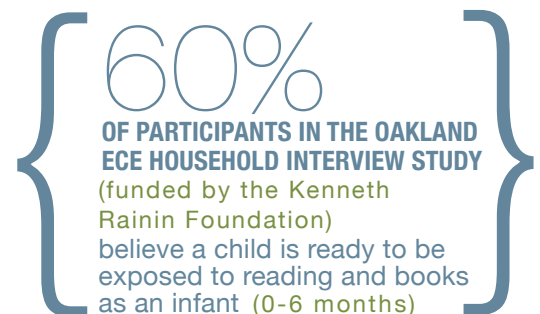 60%
OF PARTICIPANTS IN THE OAKLAND
ECE HOUSEHOLD INTERVIEW STUDY
(funded by the Kenneth
Rainin Foundation)
believe a child is ready to be
exposed to reading and books
as an infant (0-6 months)